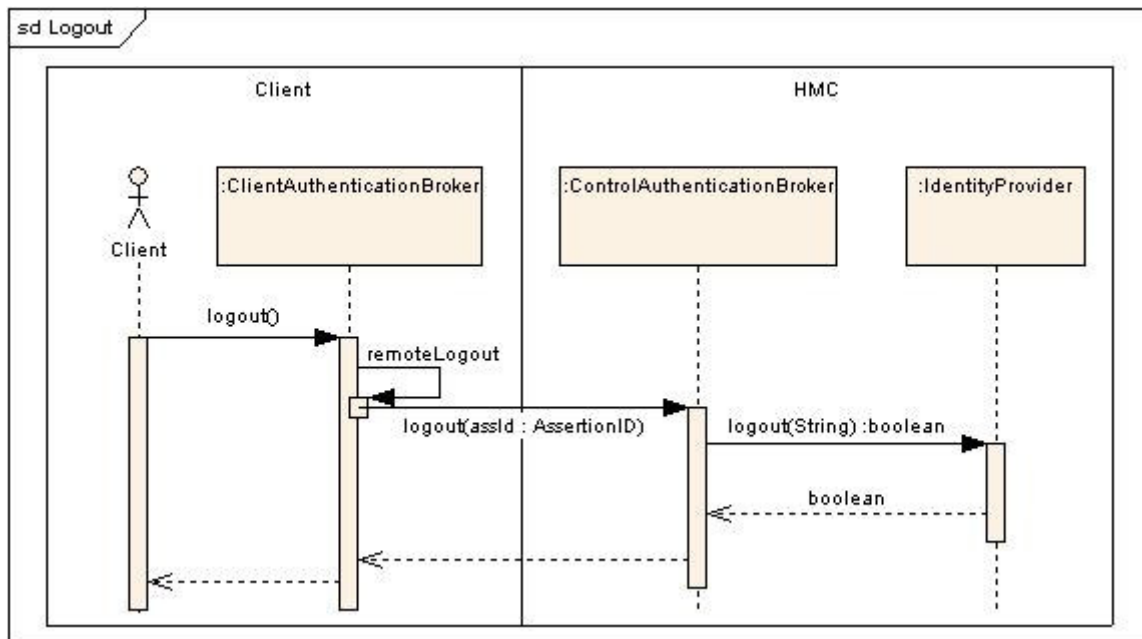 sd Logout
Client
HMC
:ClientAuthenticationBroker
:ControlAuthenticationBroker
:IdentityProvider
Client
logout()
remoteLogout
logout(assId : AssertionID)
logout(String) :boolean
boolean